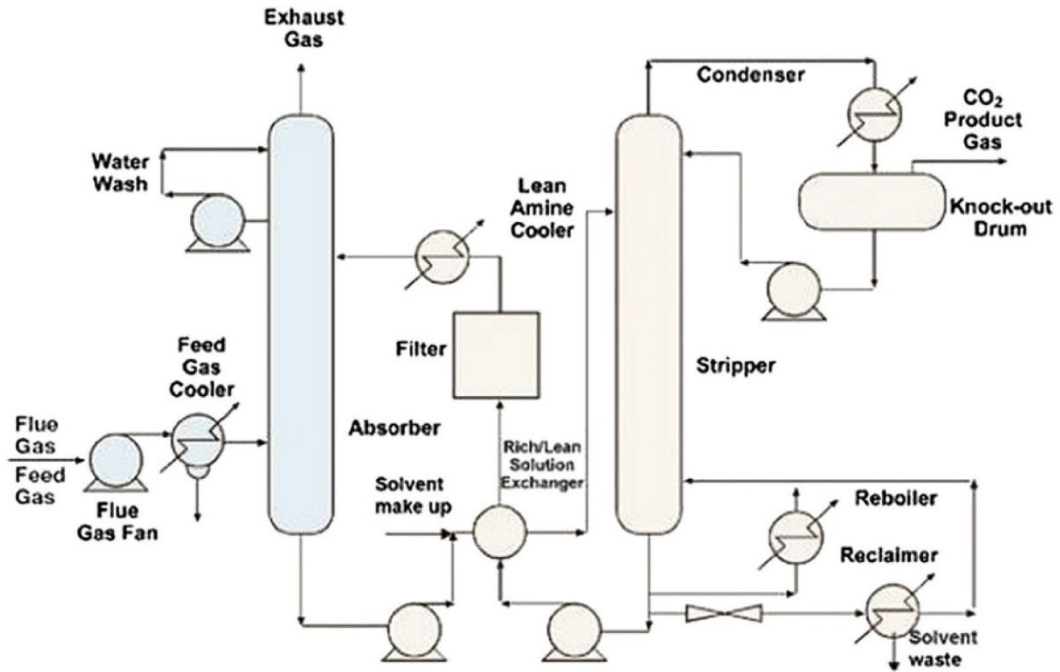 Exhaust
Gas
Condenser
CO₂
Product
Gas
Water
Wash
Lean
Amine
Cooler
Knock-out
Drum
Filter
Feed
Gas
Cooler
Stripper
Absorber
Flue
Gas
Feed
Gas
Flue
Gas Fan
Rich/Lean
Solution
Exchanger
Solvent
make up
Reboiler
Reclaimer
Solvent
waste